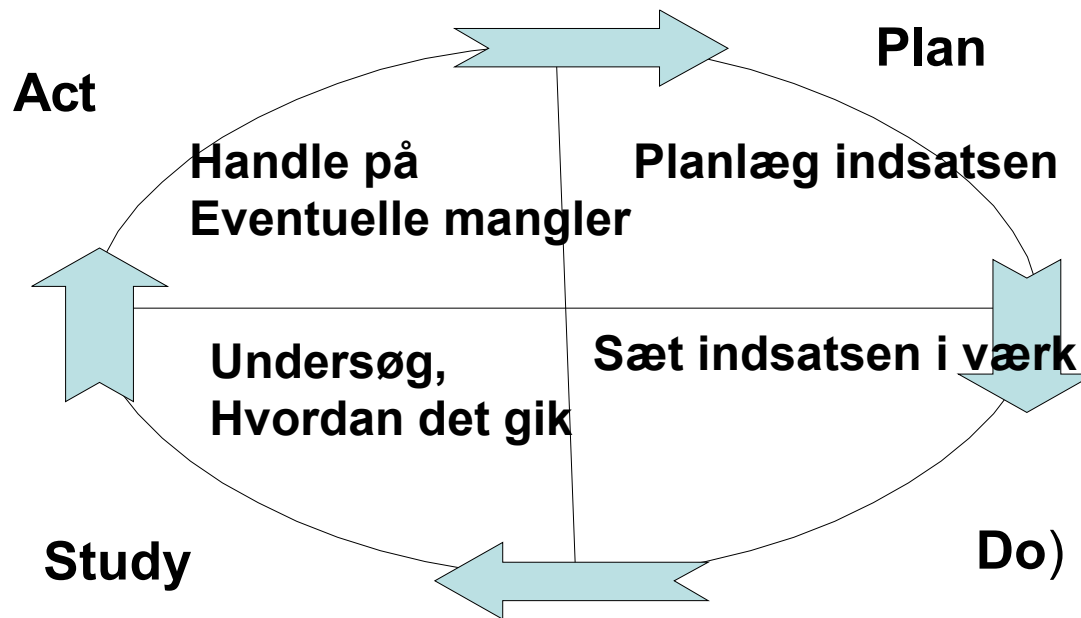 Plan
Act
Handle på
Eventuelle mangler
Planlæg indsatsen
Undersøg,
Hvordan det gik
Sæt indsatsen i værk
Study
Do)